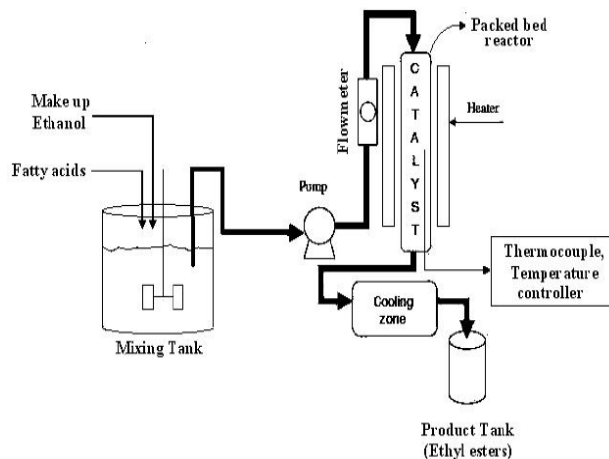 Packed bed
reactor
Make up
Ethanol
Fatty acids
Flowmeter
CATALYST
Heater
Pump
Thermocouple,
Temperature
controller
Cooling
zone
Mixing Tank
Product Tank
(Ethyl esters)